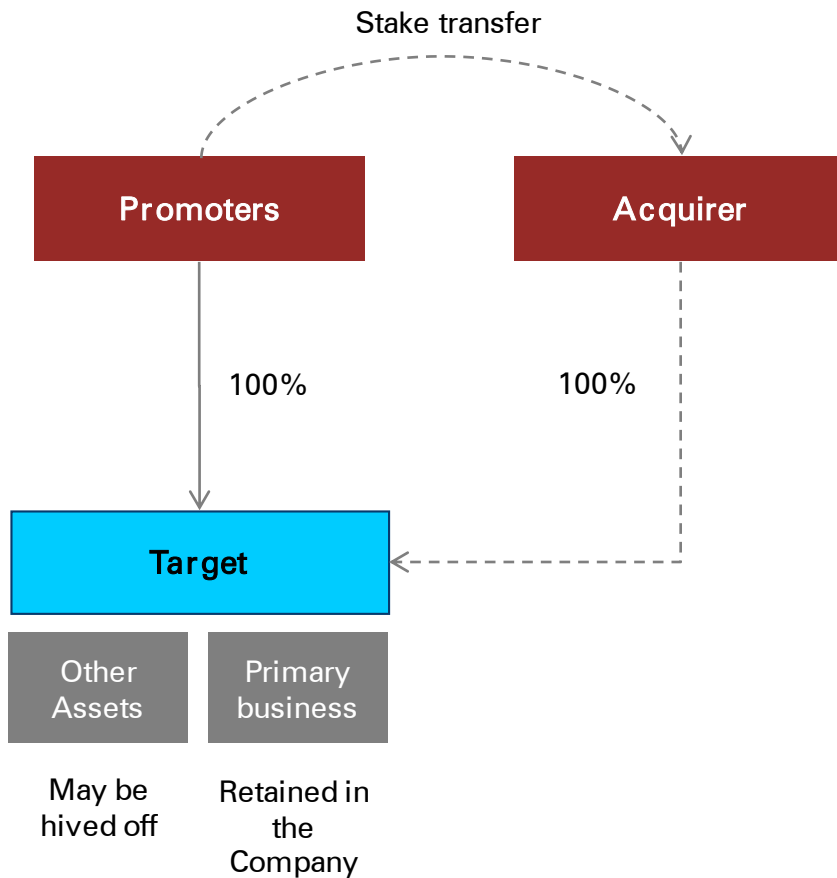 Stake transfer
Promoters
Acquirer
100%
100%
Target
Other
Assets
Primary
business
May be
hived off
Retained in
the
Company